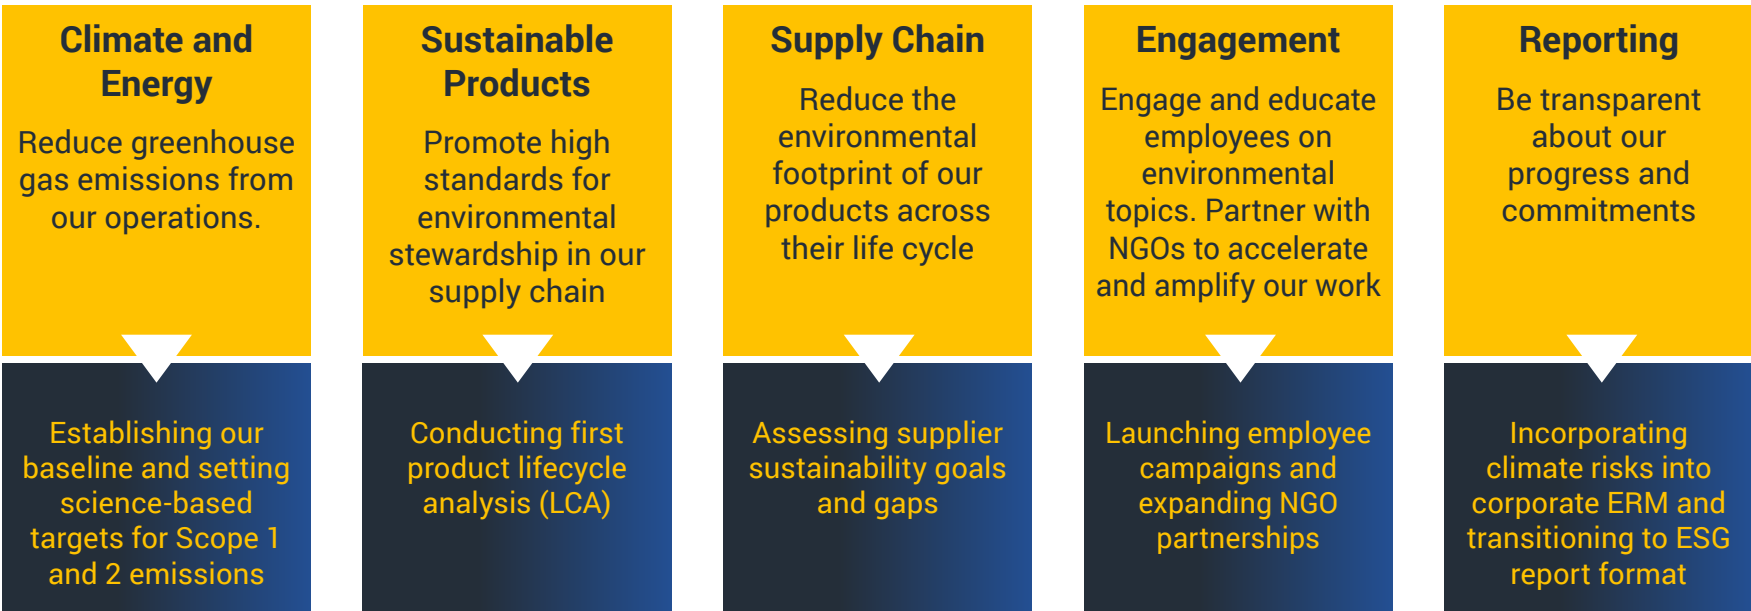 Climate and
Energy
Reduce greenhouse
gas emissions from
our operations.
Establishing our
baseline and setting
science-based
targets for Scope 1
and 2 emissions
Sustainable
Products
Promote high
standards for
environmental
stewardship in our
supply chain
Conducting first
product lifecycle
analysis (LCA)
Supply Chain
Reduce the
environmental
footprint of our
products across
their life cycle
Assessing supplier
sustainability goals
and gaps
Engagement
Engage and educate
employees on
environmental
topics. Partner with
NGOs to accelerate
and amplify our work
Launching employee
campaigns and
expanding NGO
partnerships
Reporting
Be transparent
about our
progress and
commitments
Incorporating
climate risks into
corporate ERM and
transitioning to ESG
report format